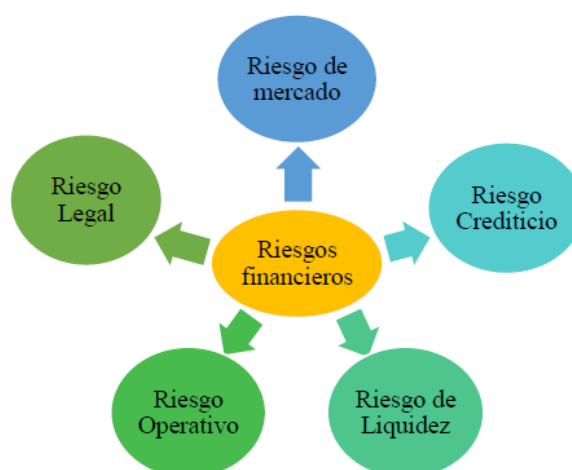 Riesgo de
mercado
Riesgo
Legal
Riesgo
Crediticio
Riesgos
financieros
Riesgo
Operativo
Riesgo de
Liquidez